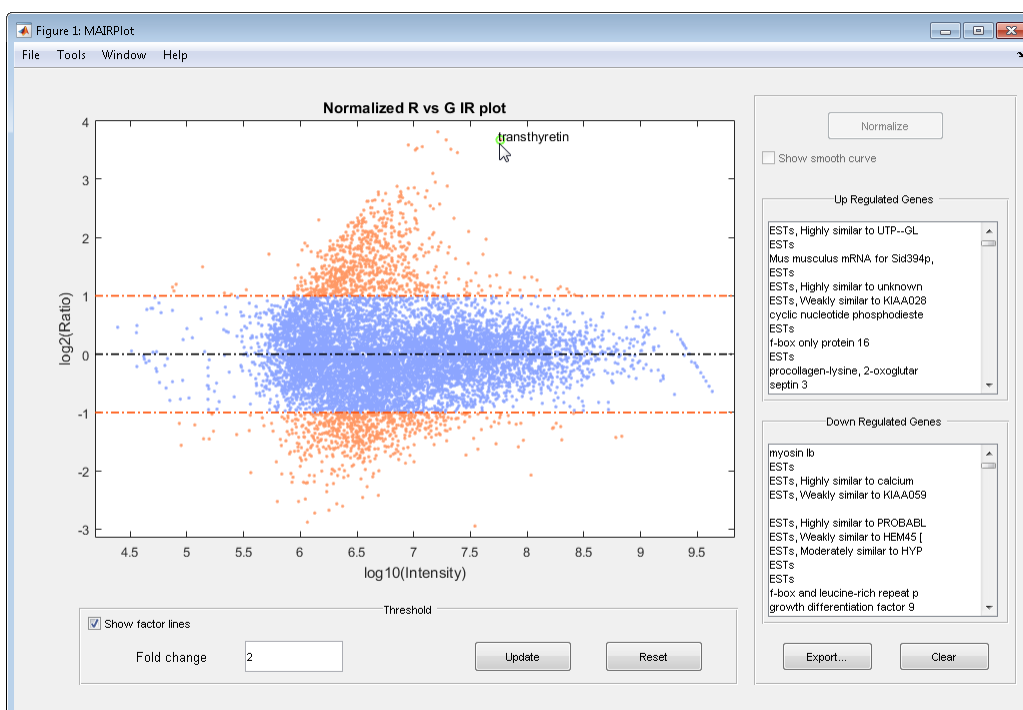 Figure 1: MAIRPlot
File Tools Window Help
Normalized R vs G IR plot
transthyretin
4
3
2
1
0
-1
-2
-3
log2(Ratio)
4.5 5 5.5 6 6.5 7 7.5 8 8.5 9 9.5
log10(Intensity)
Threshold
Show factor lines
Fold change
2
Update
Reset
Normalize
Show smooth curve
Up Regulated Genes
ESTs, Highly similar to UTP--GL
ESTs
Mus musculus mRNA for Sid394p,
ESTs
ESTs, Highly similar to unknown
ESTs, Weakly similar to KIAA028
cyclic nucleotide phosphodieste
ESTs
f-box only protein 16
ESTs
procollagen-lysine, 2-oxoglutar
septin 3
Down Regulated Genes
myosin Ib
ESTs
ESTs, Highly similar to calcium
ESTs, Weakly similar to KIAA059
ESTs, Highly similar to PROBABL
ESTs, Weakly similar to HEM45 [
ESTs, Moderately similar to HYP
ESTs
ESTs
f-box and leucine-rich repeat p
growth differentiation factor 9
Export...
Clear